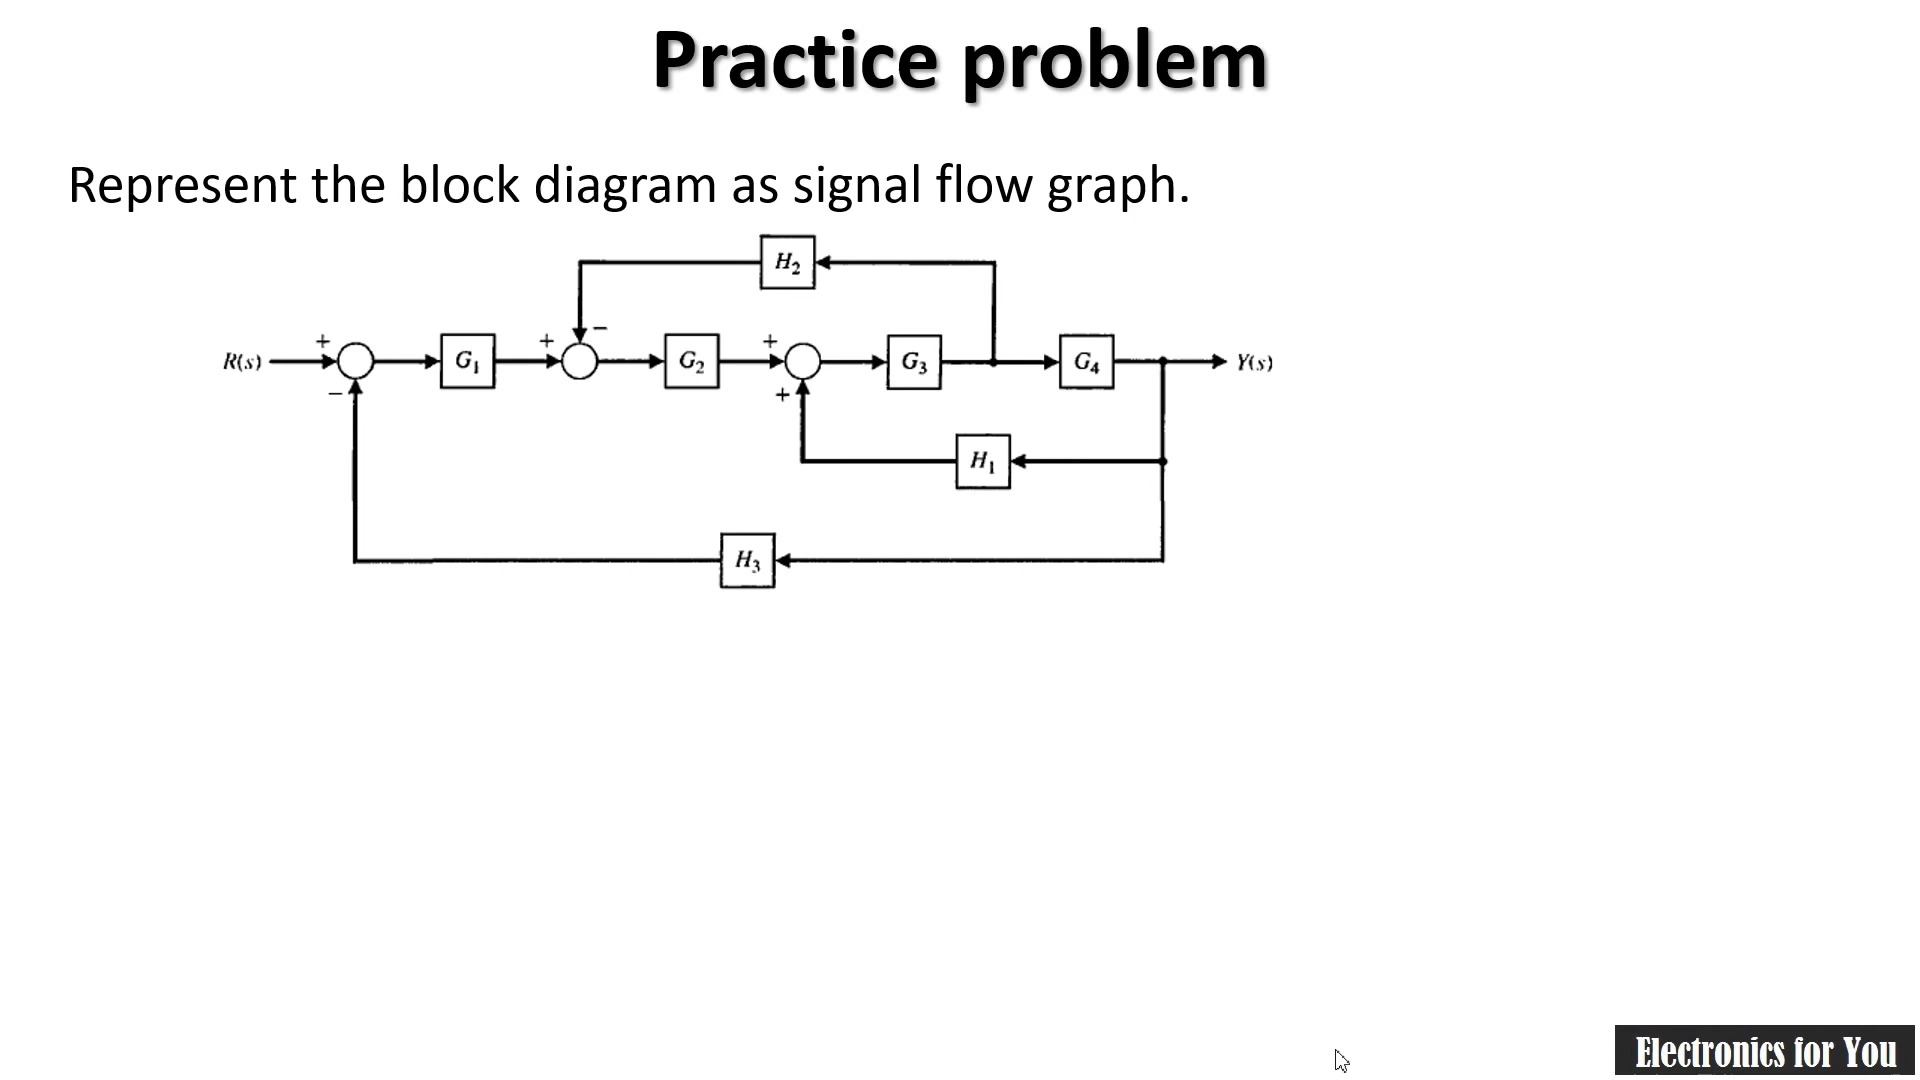 Practice problem
Represent the block diagram as signal flow graph.
H₂
R(s) + − G₁ + − G₂ + + G₃ G₄ Y(s)
H₁
H₃
Electronics for You